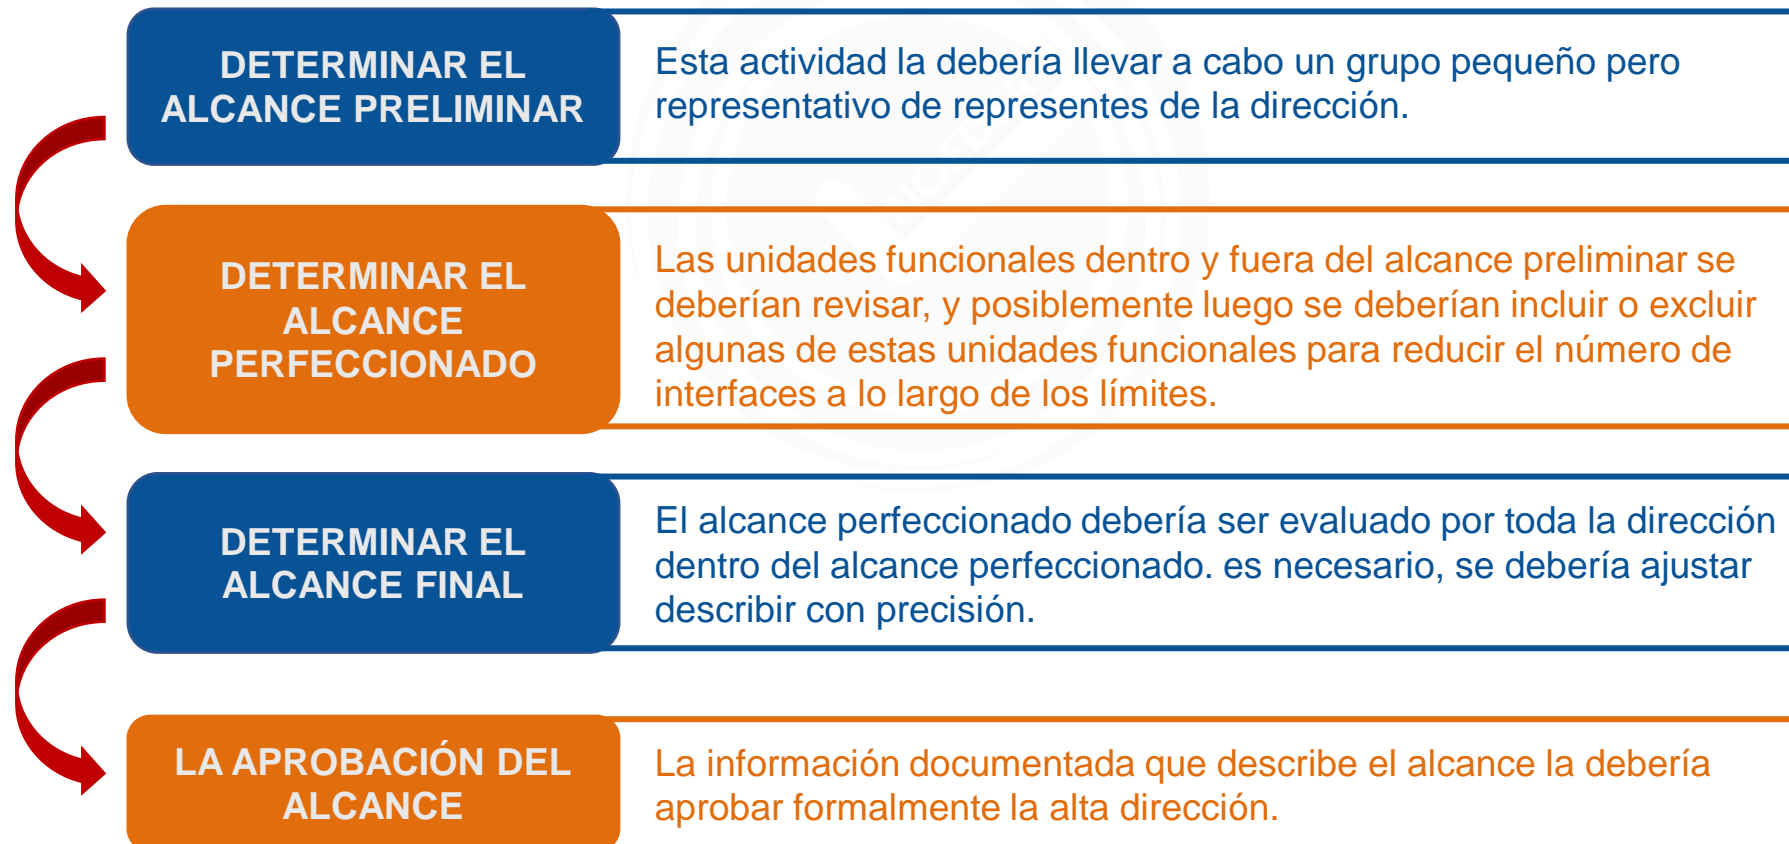 DETERMINAR EL
ALCANCE PRELIMINAR
Esta actividad la debería llevar a cabo un grupo pequeño pero
representativo de representes de la dirección.
DETERMINAR EL
ALCANCE
PERFECCIONADO
Las unidades funcionales dentro y fuera del alcance preliminar se
deberían revisar, y posiblemente luego se deberían incluir o excluir
algunas de estas unidades funcionales para reducir el número de
interfaces a lo largo de los límites.
DETERMINAR EL
ALCANCE FINAL
El alcance perfeccionado debería ser evaluado por toda la dirección
dentro del alcance perfeccionado. es necesario, se debería ajustar
describir con precisión.
LA APROBACIÓN DEL
ALCANCE
La información documentada que describe el alcance la debería
aprobar formalmente la alta dirección.